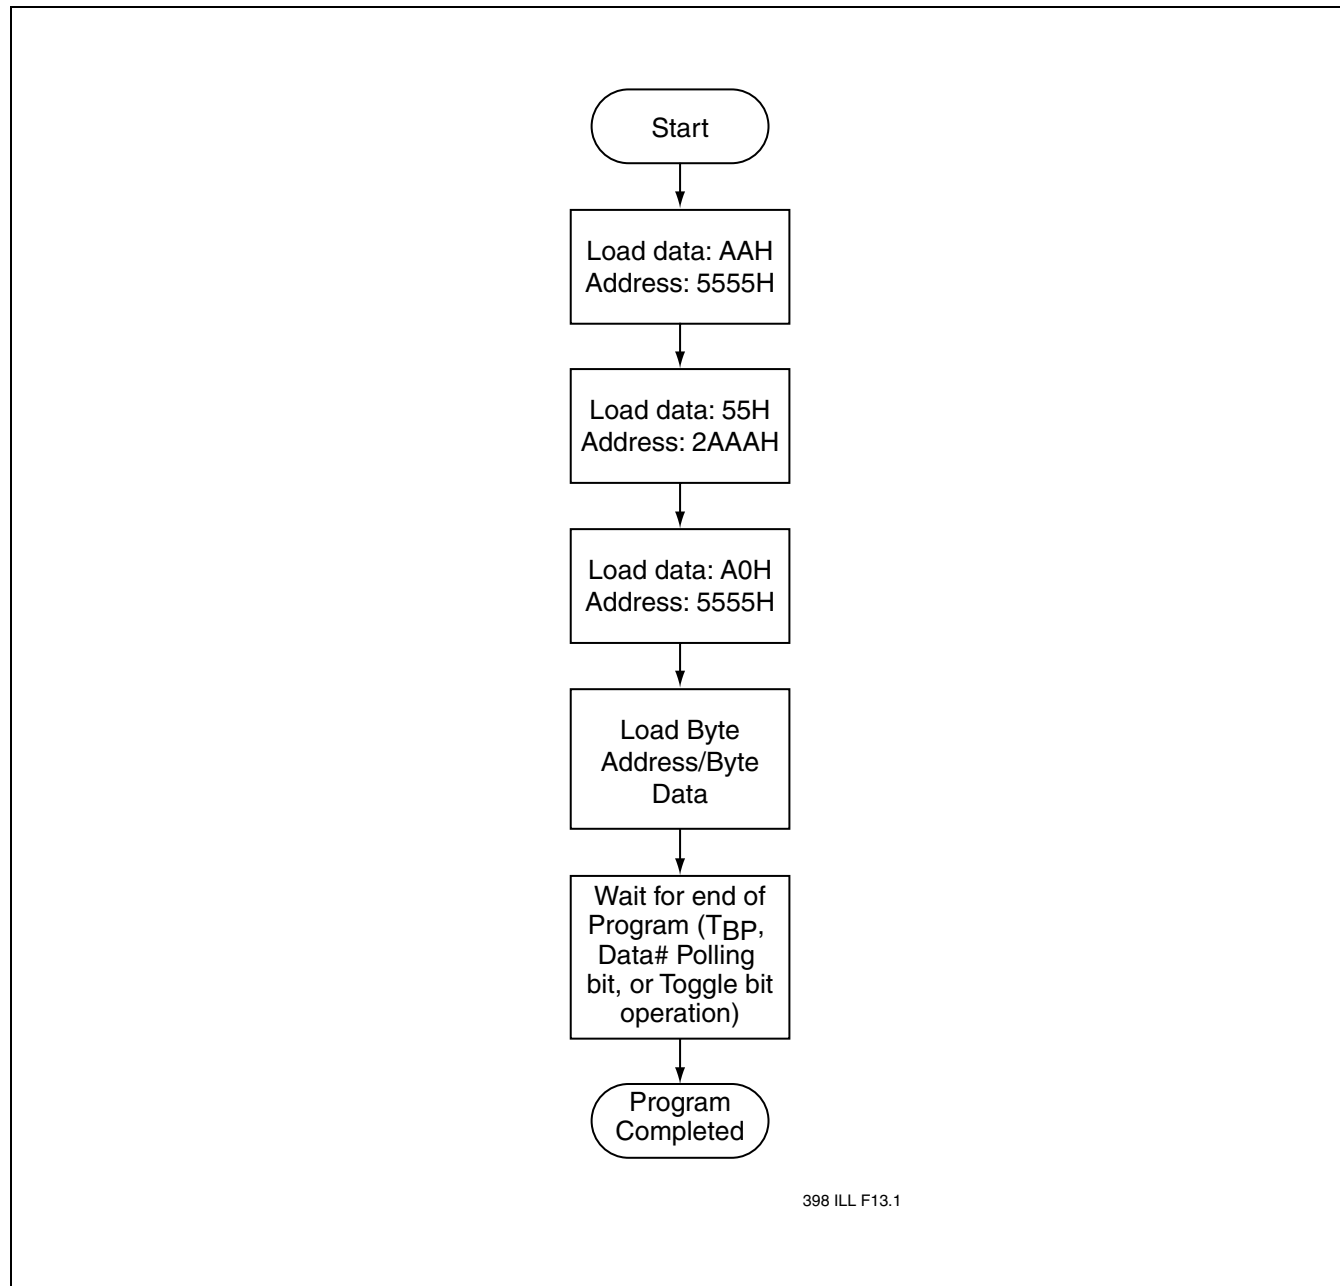 Start
Load data: AAH
Address: 5555H
Load data: 55H
Address: 2AAAH
Load data: A0H
Address: 5555H
Load Byte
Address/Byte
Data
Wait for end of
Program (TBP,
Data# Polling
bit, or Toggle bit
operation)
Program
Completed
398 ILL F13.1